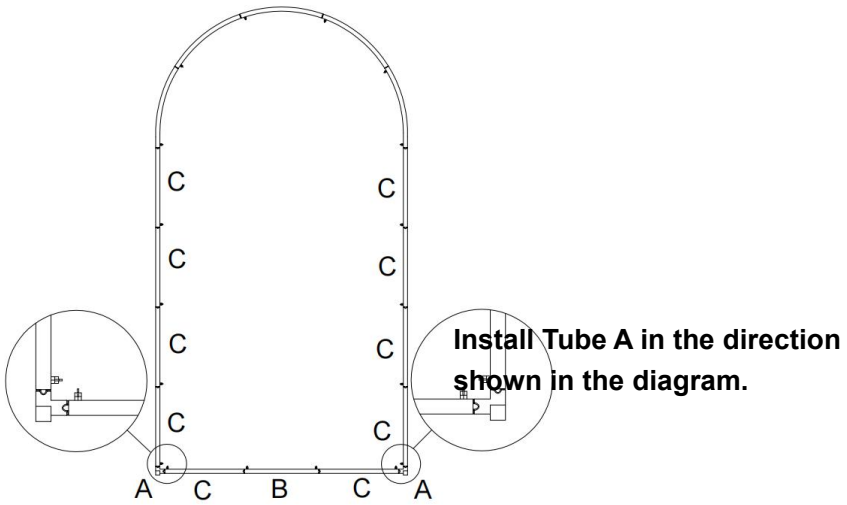 C C
C C
Install Tube A in the direction
C C
shown in the diagram.
C C
A C B C A